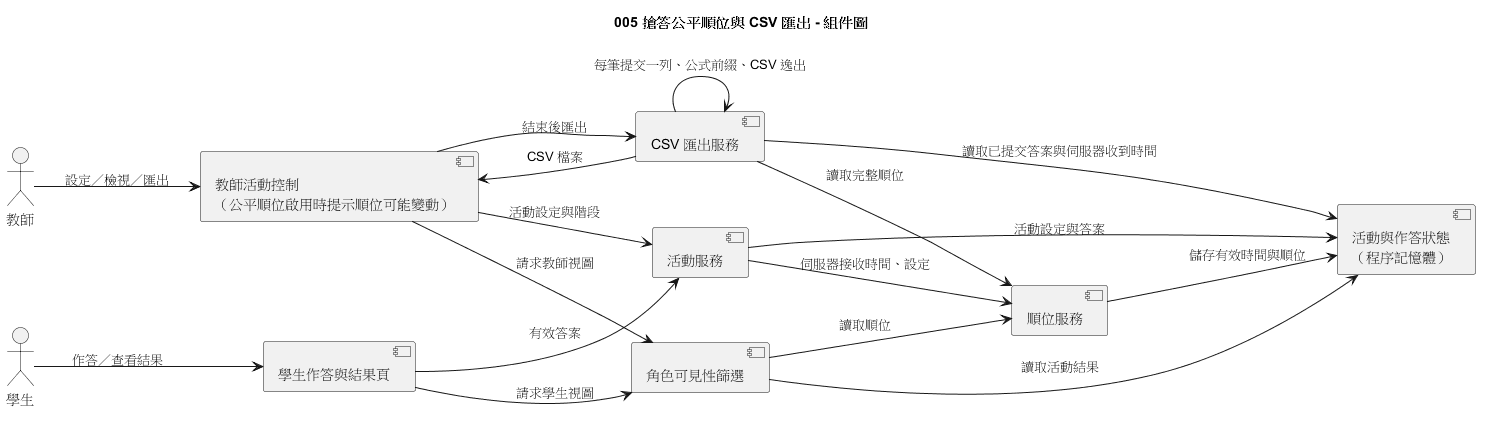 005 搶答公平順位與 CSV 匯出 - 組件圖
每筆提交一列、公式前綴、CSV 逸出
結束後匯出
CSV 匯出服務
CSV 檔案
讀取已提交答案與伺服器收到時間
設定／檢視／匯出
教師
教師活動控制
（公平順位啟用時提示順位可能變動）
讀取完整順位
活動設定與階段
活動服務
活動設定與答案
活動與作答狀態
（程序記憶體）
請求教師視圖
伺服器接收時間、設定
儲存有效時間與順位
順位服務
有效答案
讀取順位
作答／查看結果
學生
學生作答與結果頁
角色可見性篩選
讀取活動結果
請求學生視圖